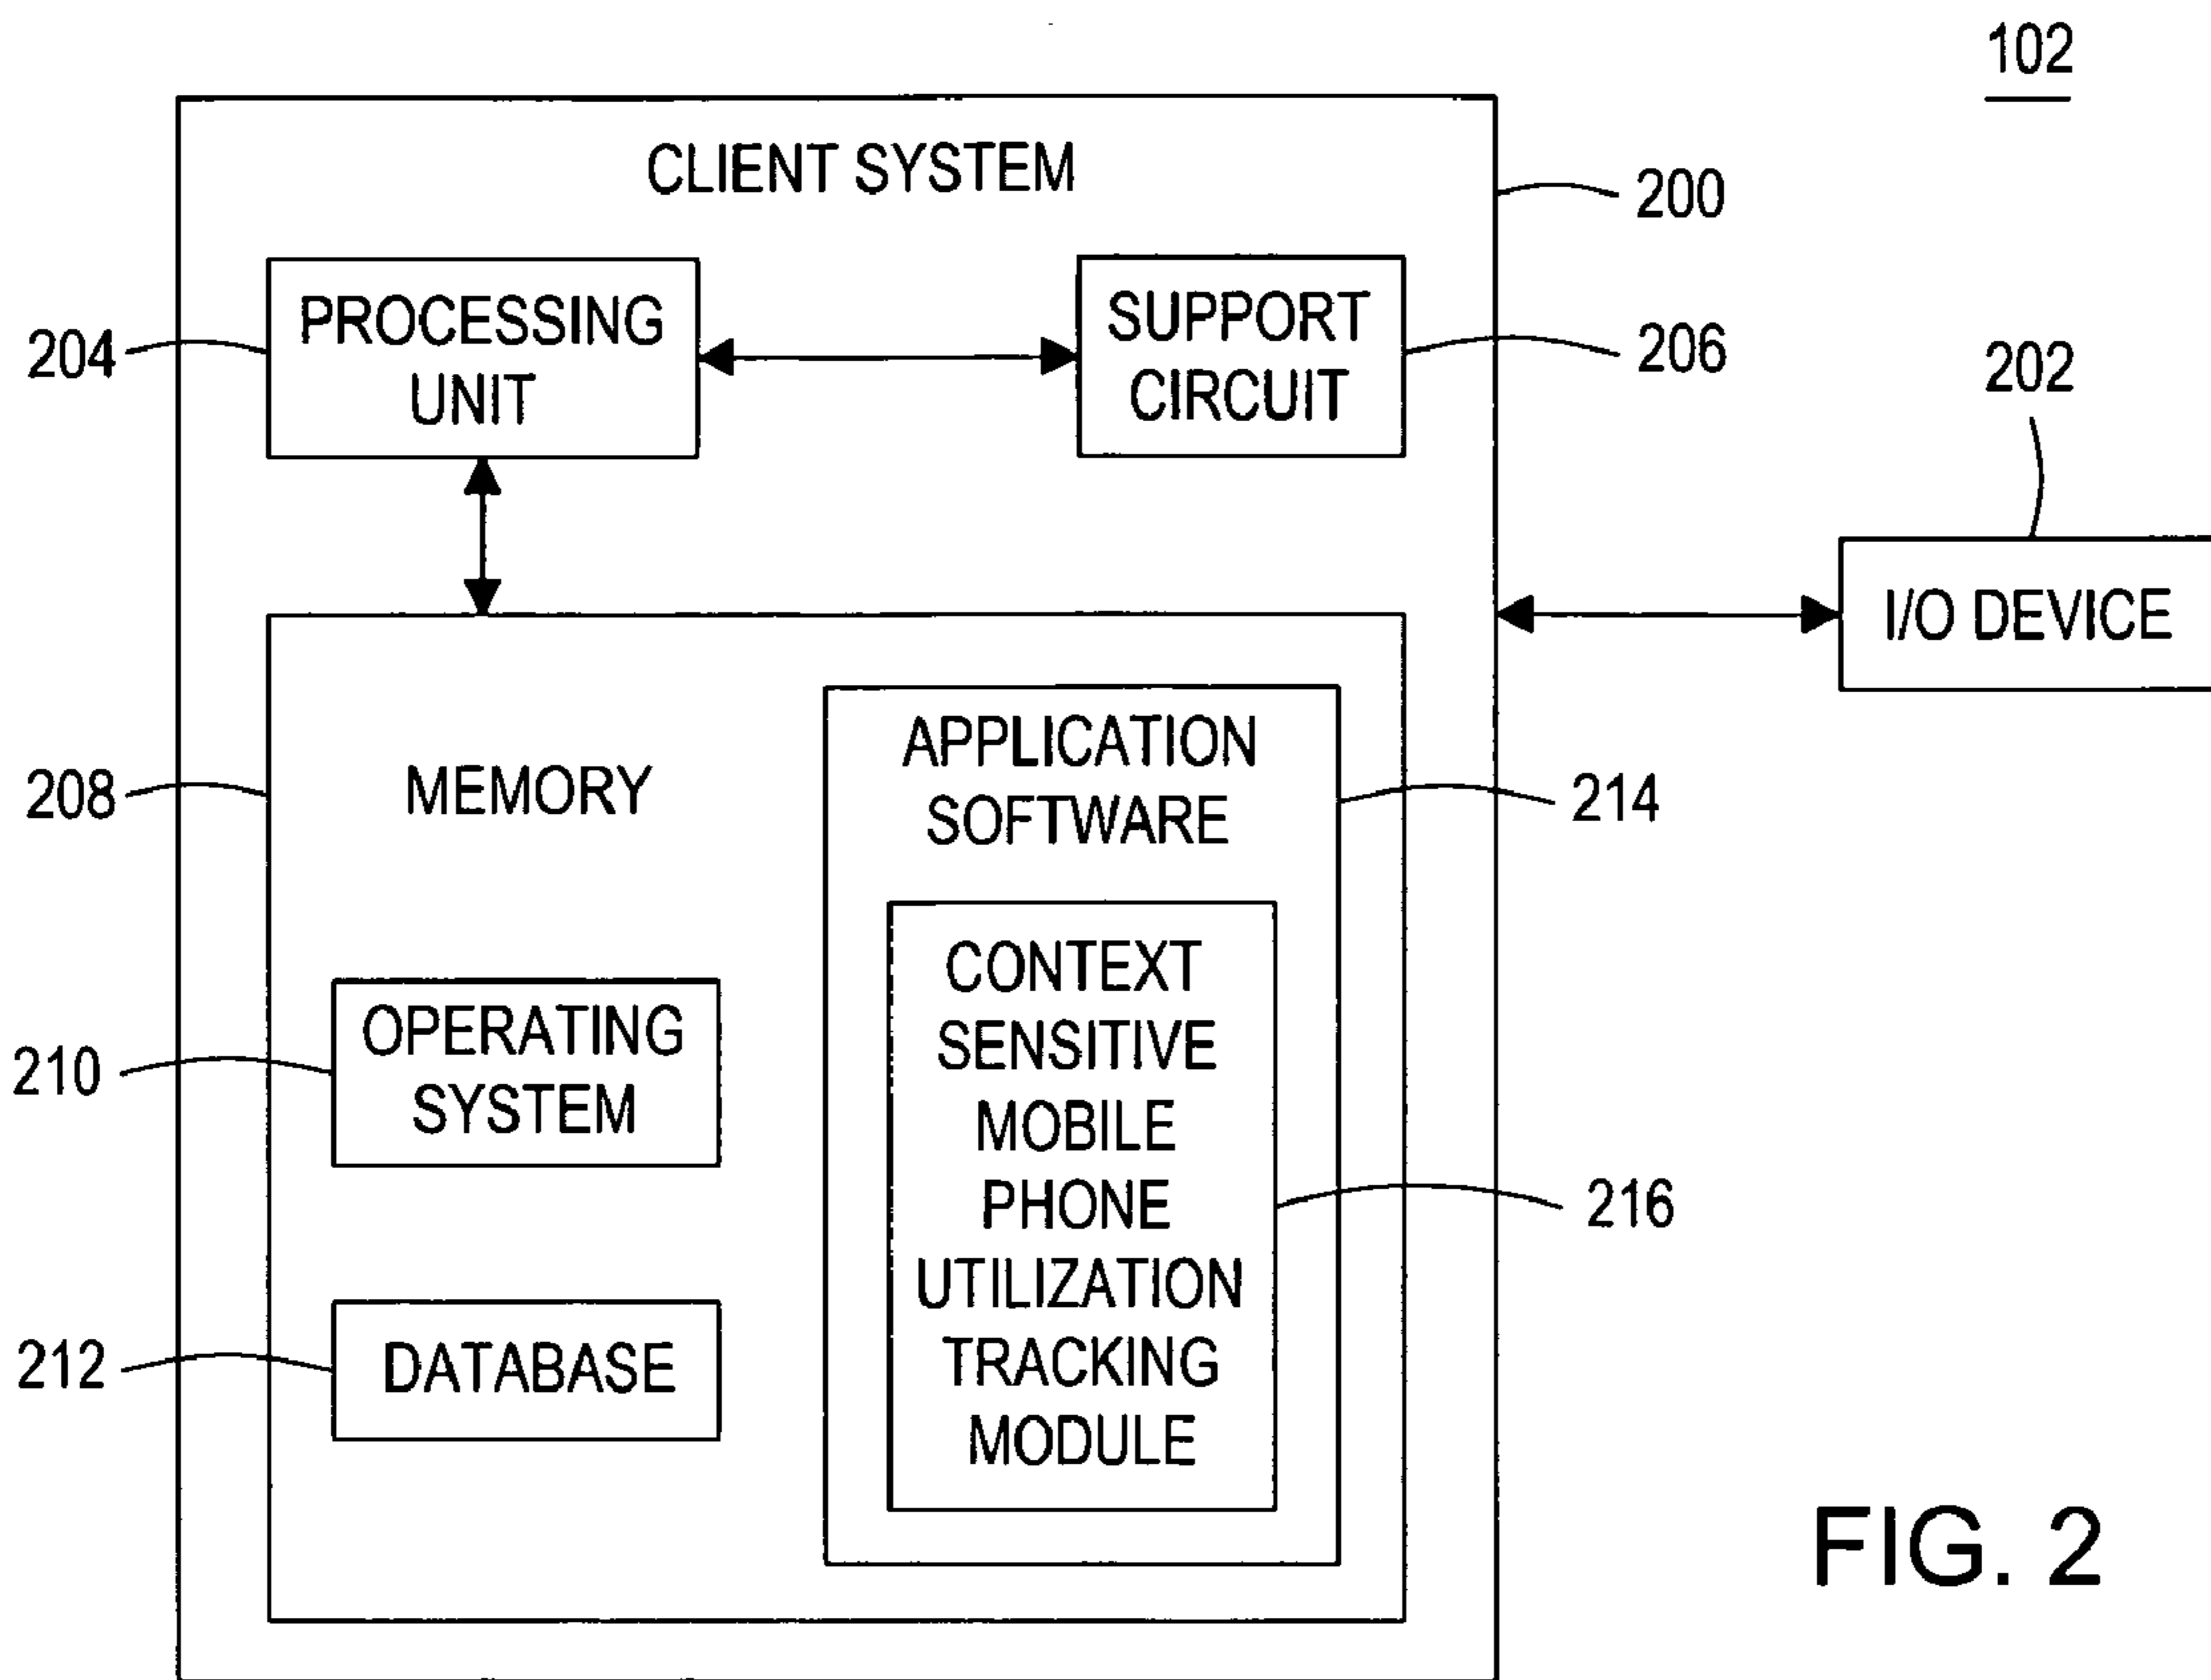 102
CLIENT SYSTEM
200
PROCESSING
UNIT
204
SUPPORT
CIRCUIT
206
202
I/O DEVICE
MEMORY
208
APPLICATION
SOFTWARE
214
OPERATING
SYSTEM
210
CONTEXT
SENSITIVE
MOBILE
PHONE
UTILIZATION
TRACKING
MODULE
216
DATABASE
212
FIG. 2